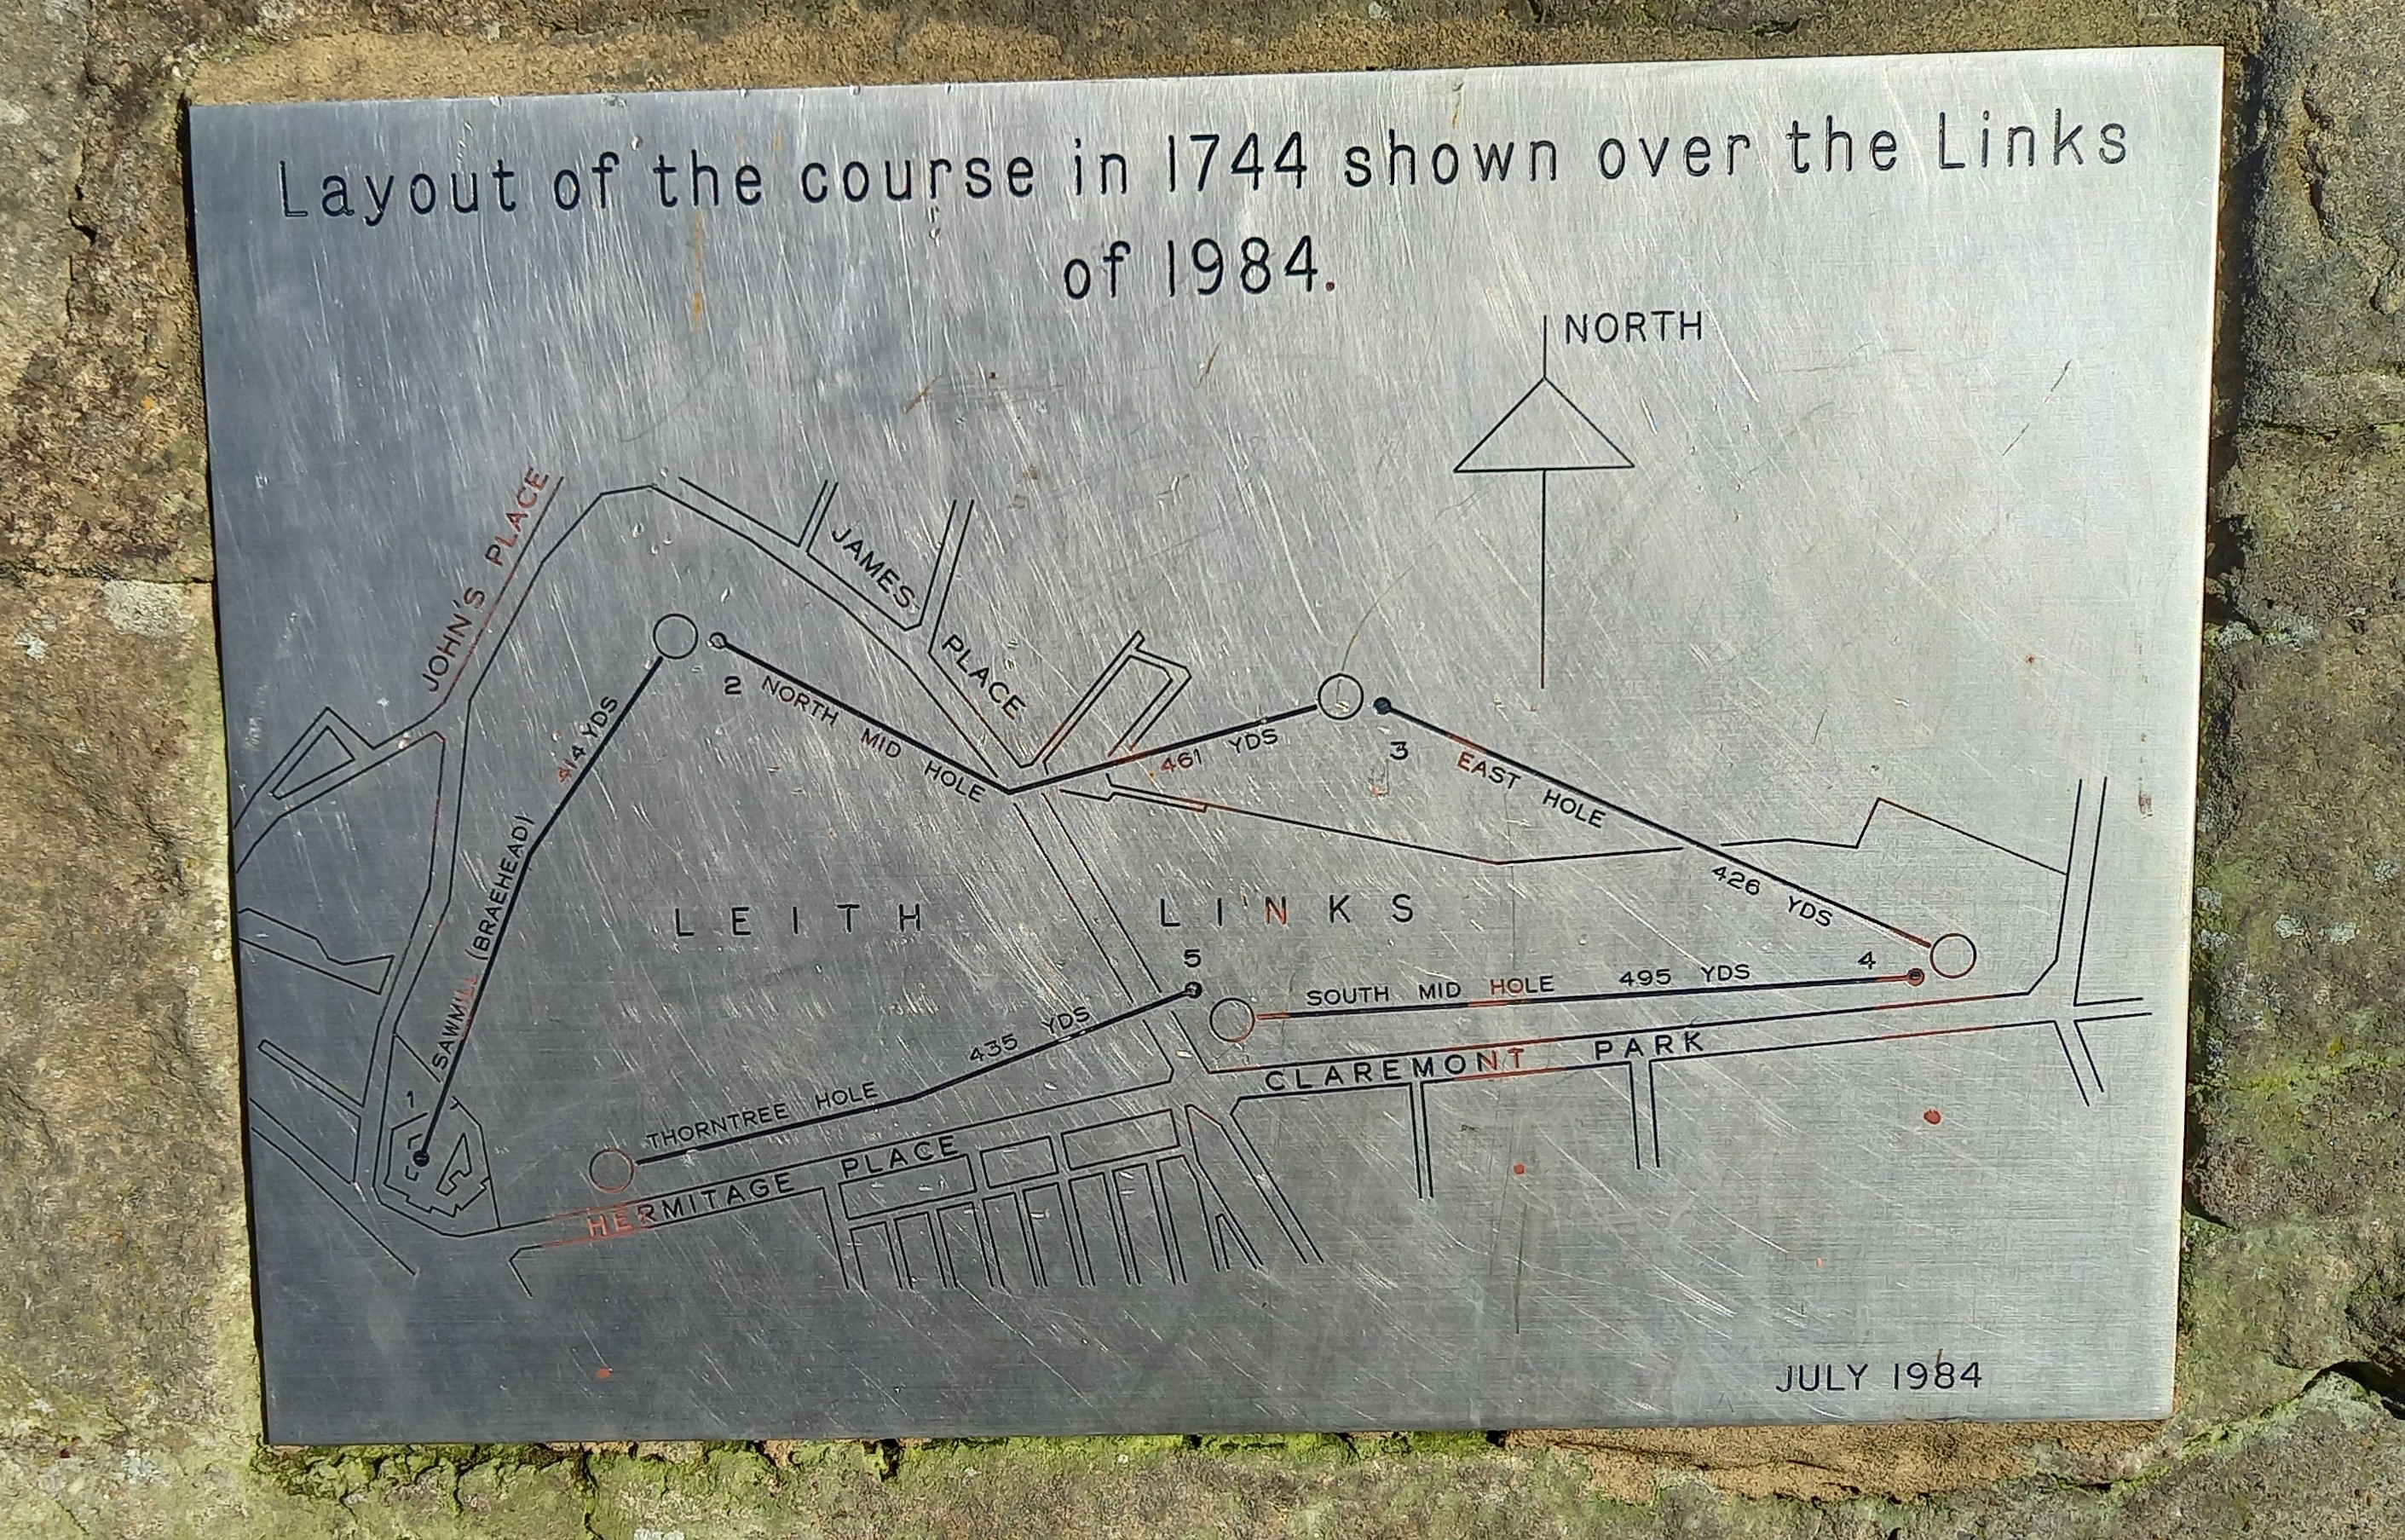 Layout of the course in 1744 shown over the Links
of 1984.
NORTH
JOHN'S PLACE
JAMES
PLACE
2 NORTH MID HOLE
461 YDS
3 EAST HOLE
426 YDS
414 YDS
SAWMILL (BRAEHEAD)
1
LEITH LINKS
5
4
SOUTH MID HOLE 495 YDS
THORNTREE HOLE 435 YDS
CLAREMONT PARK
HERMITAGE PLACE
JULY 1984